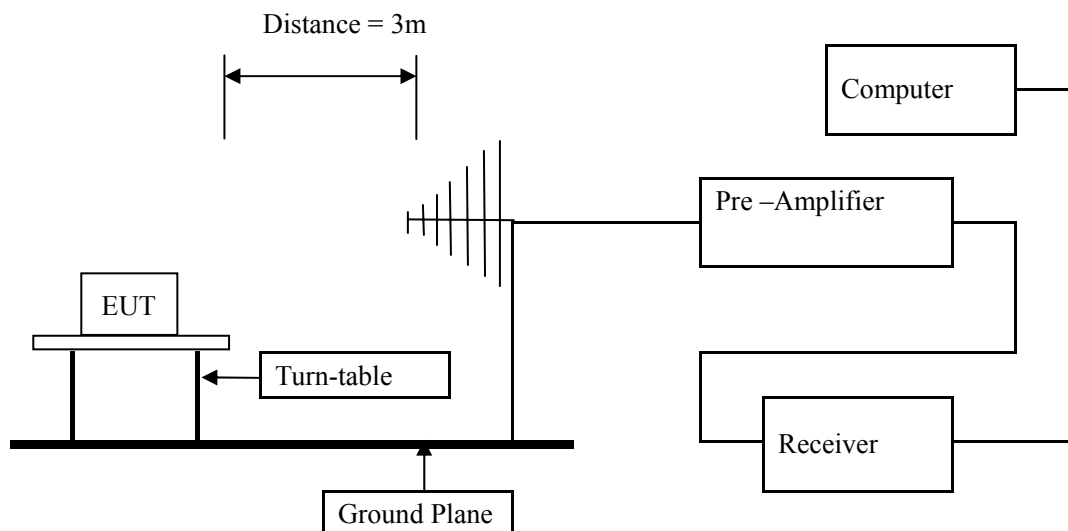 Distance = 3m
Computer
Pre –Amplifier
EUT
Turn-table
Receiver
Ground Plane